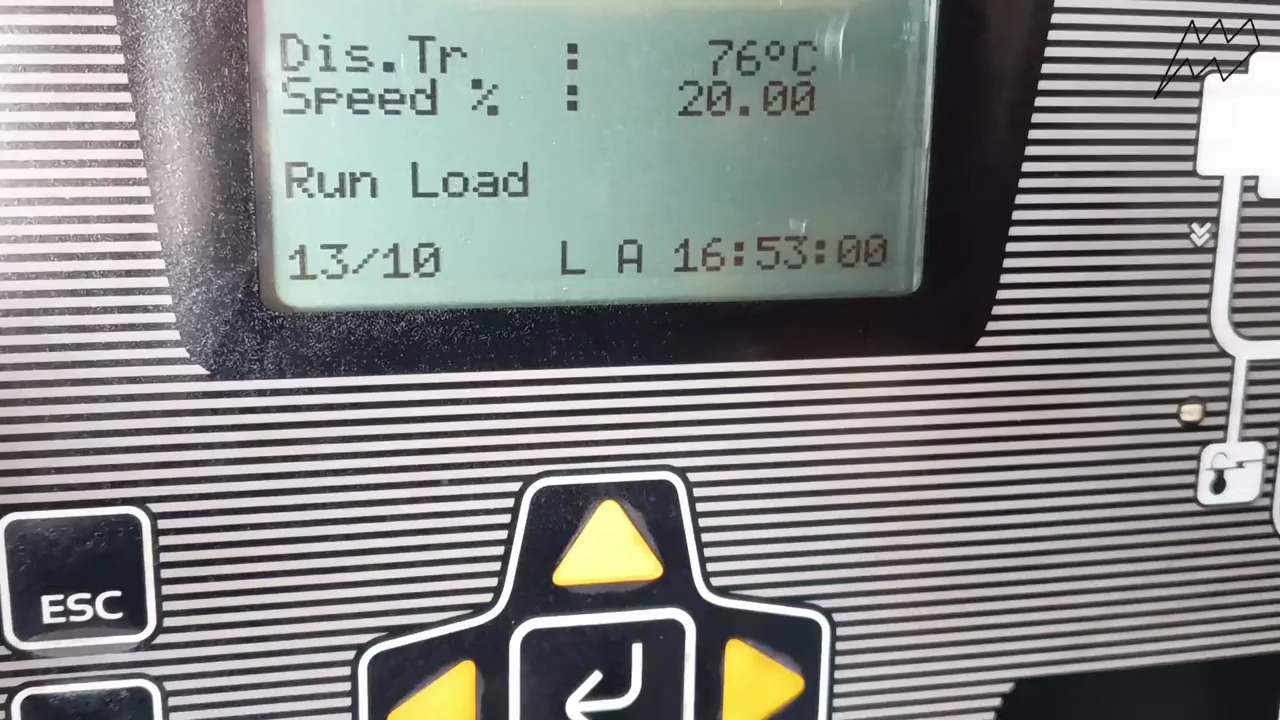 Dis.Tr : 76°C
Speed % : 20.00
Run Load
13/10 L A 16:53:00
ESC